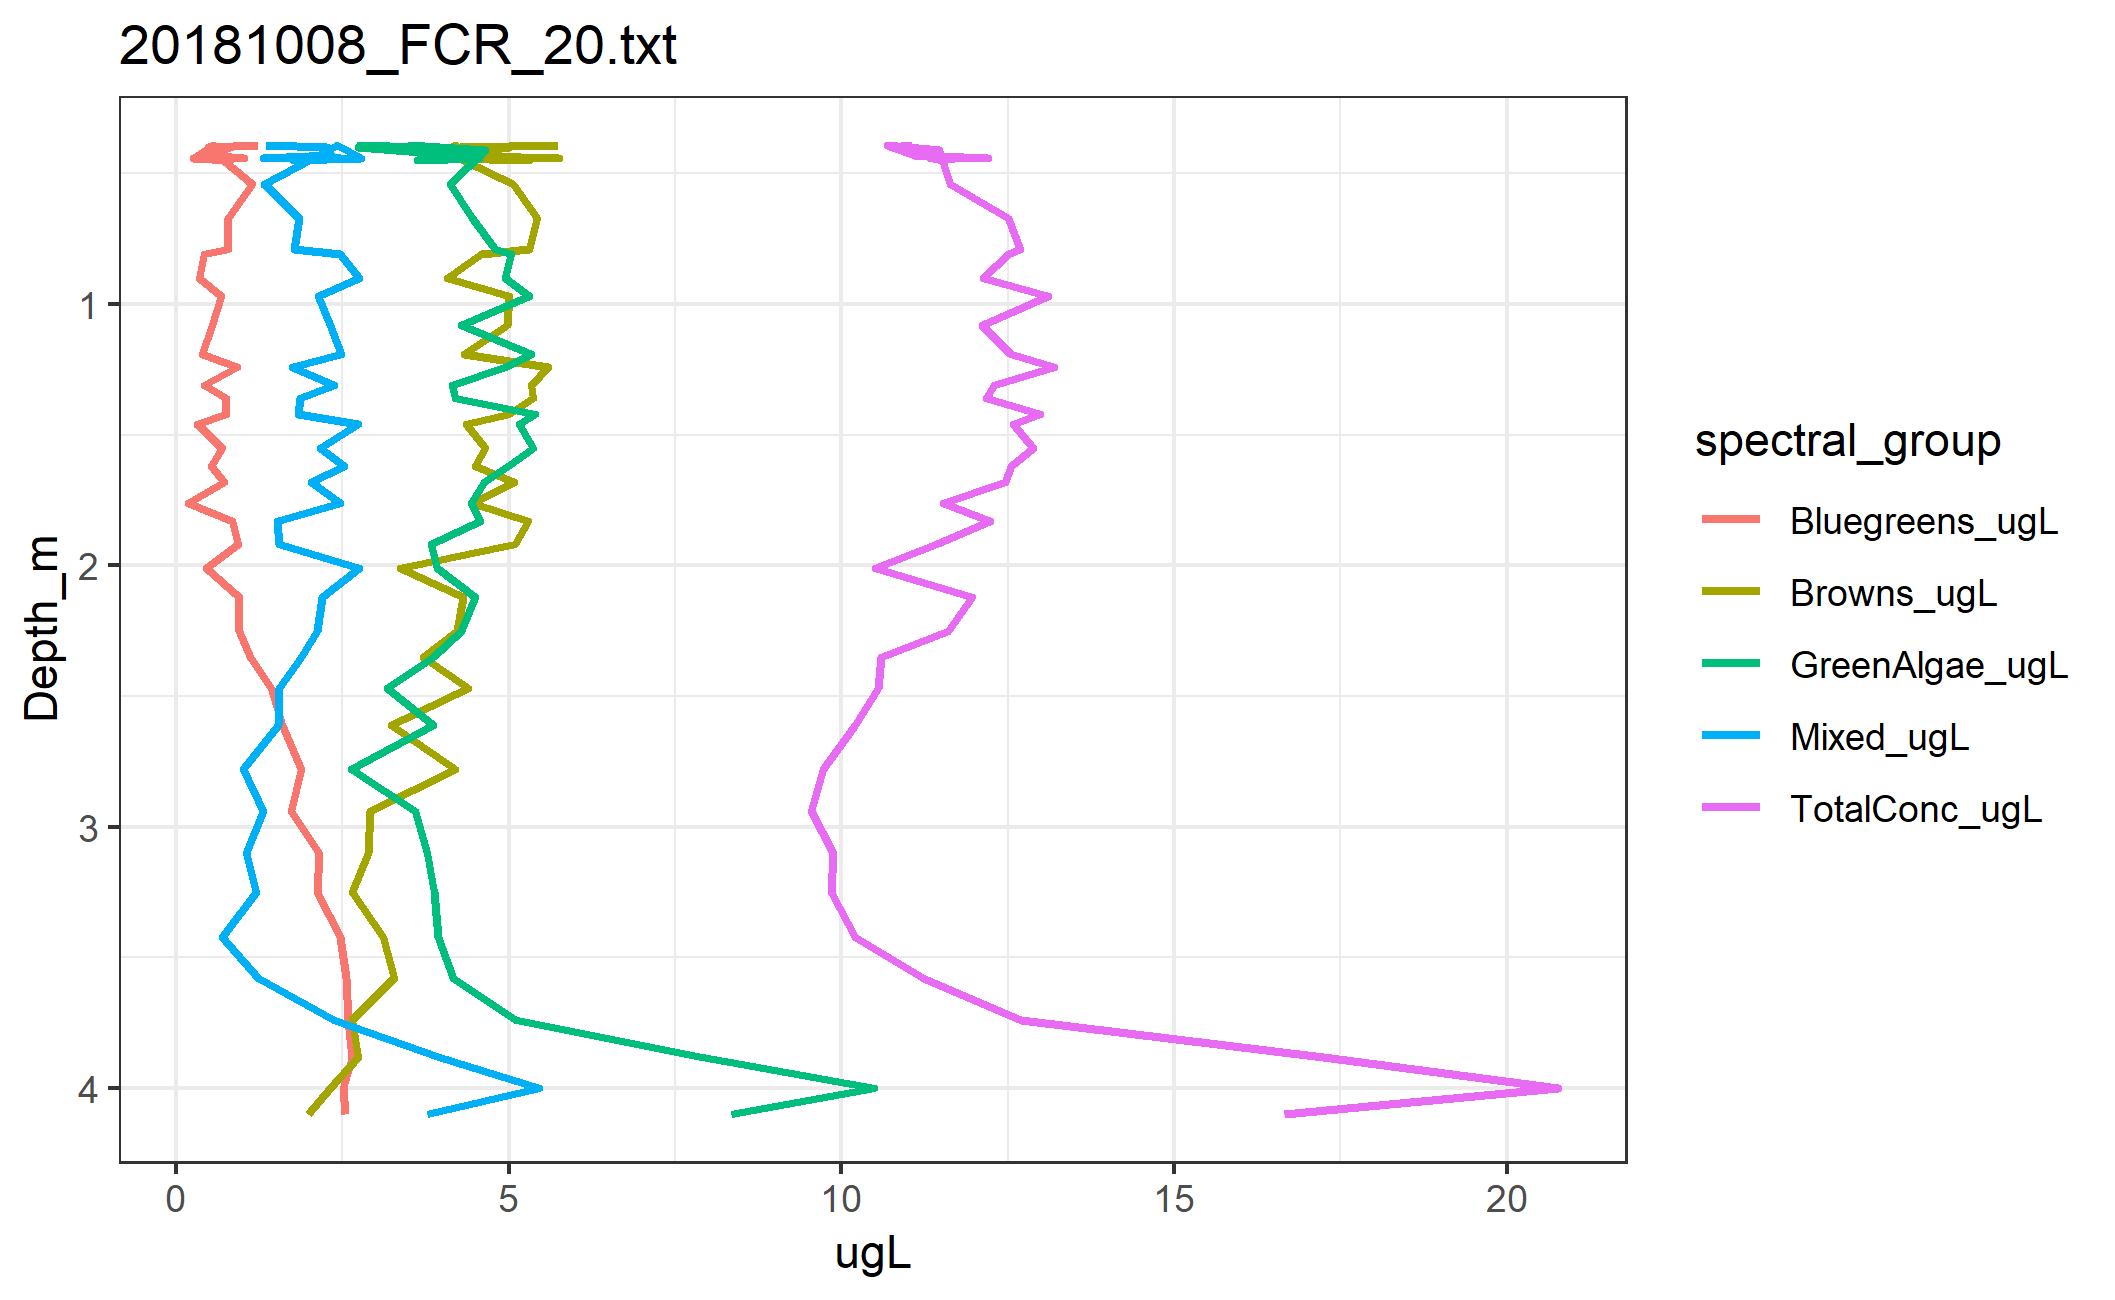 20181008_FCR_20.txt
Depth_m
1
2
3
4
0
5
10
15
20
ugL
spectral_group
Bluegreens_ugL
Browns_ugL
GreenAlgae_ugL
Mixed_ugL
TotalConc_ugL